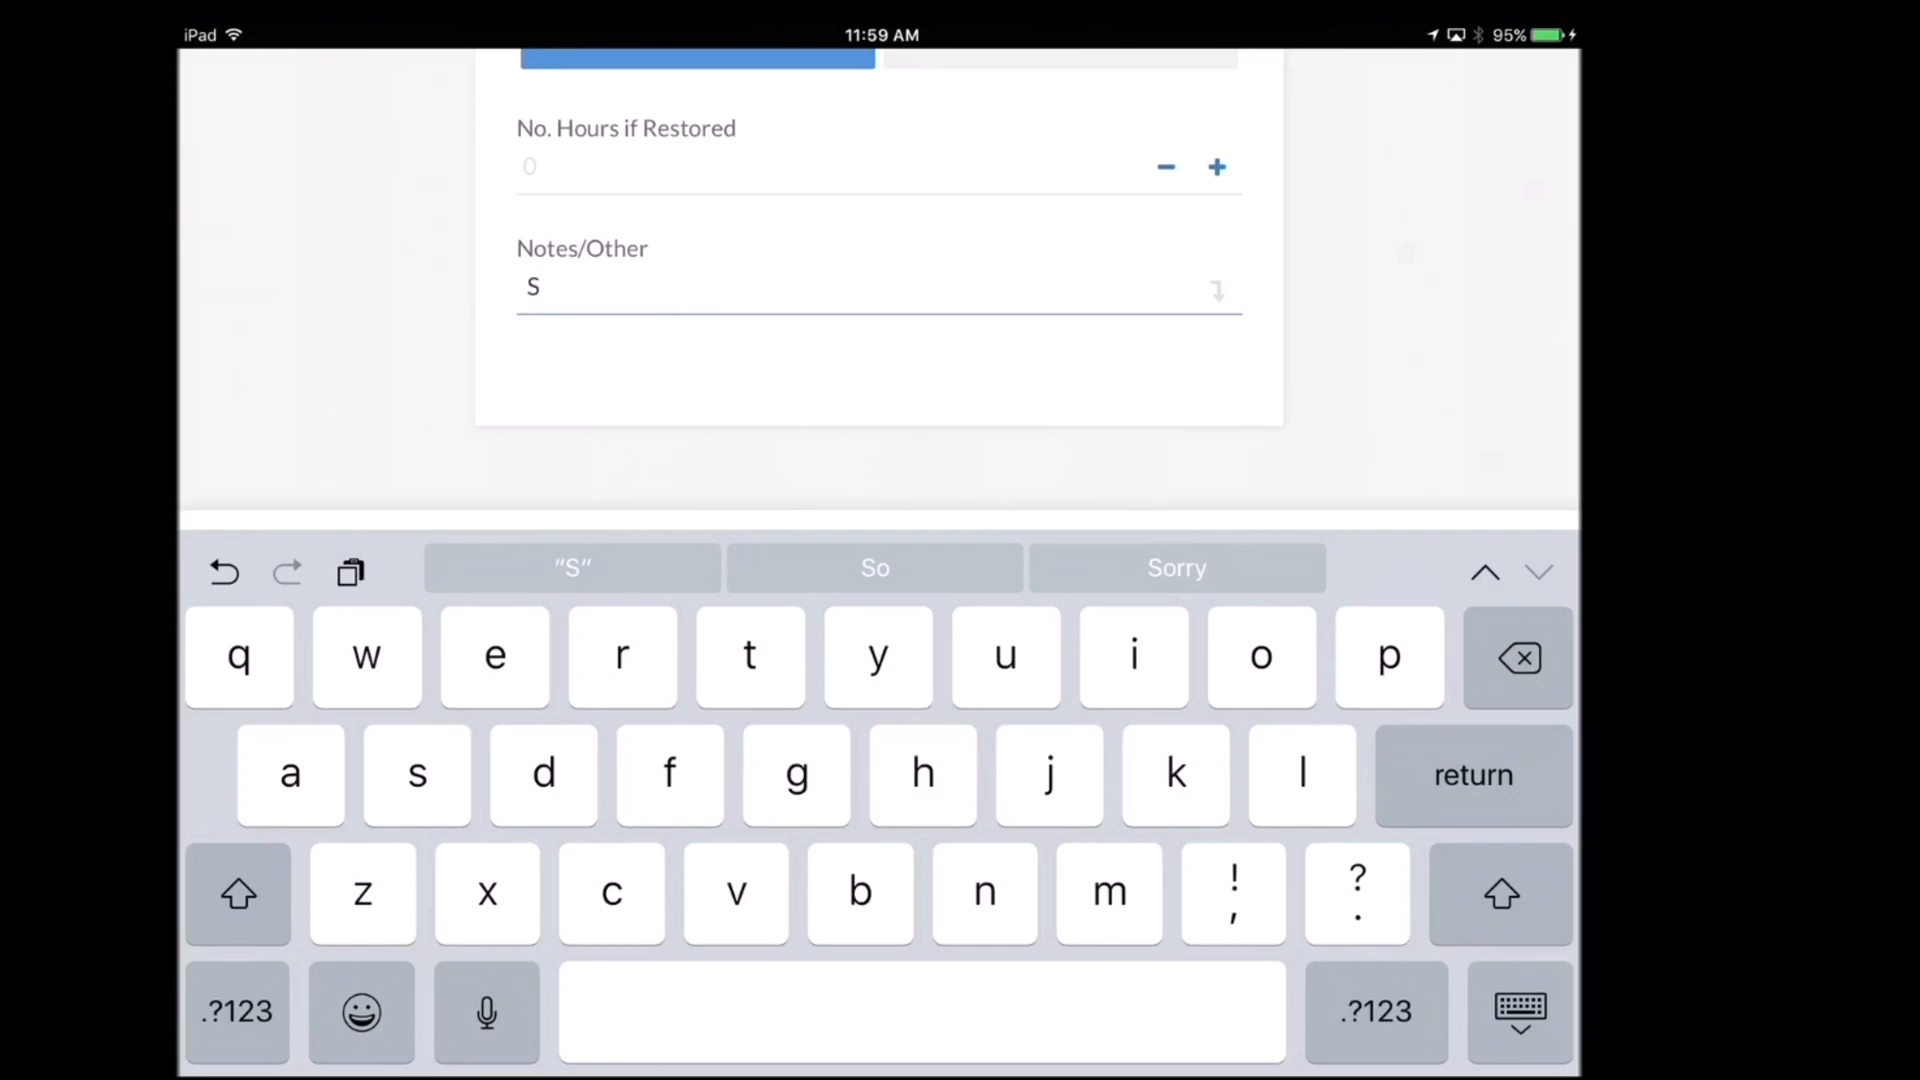 iPad 11:59 AM 95%
No. Hours if Restored
0
Notes/Other
S
"S" So Sorry
q w e r t y u i o p
a s d f g h j k l return
z x c v b n m ! , ? .
.?123 .?123